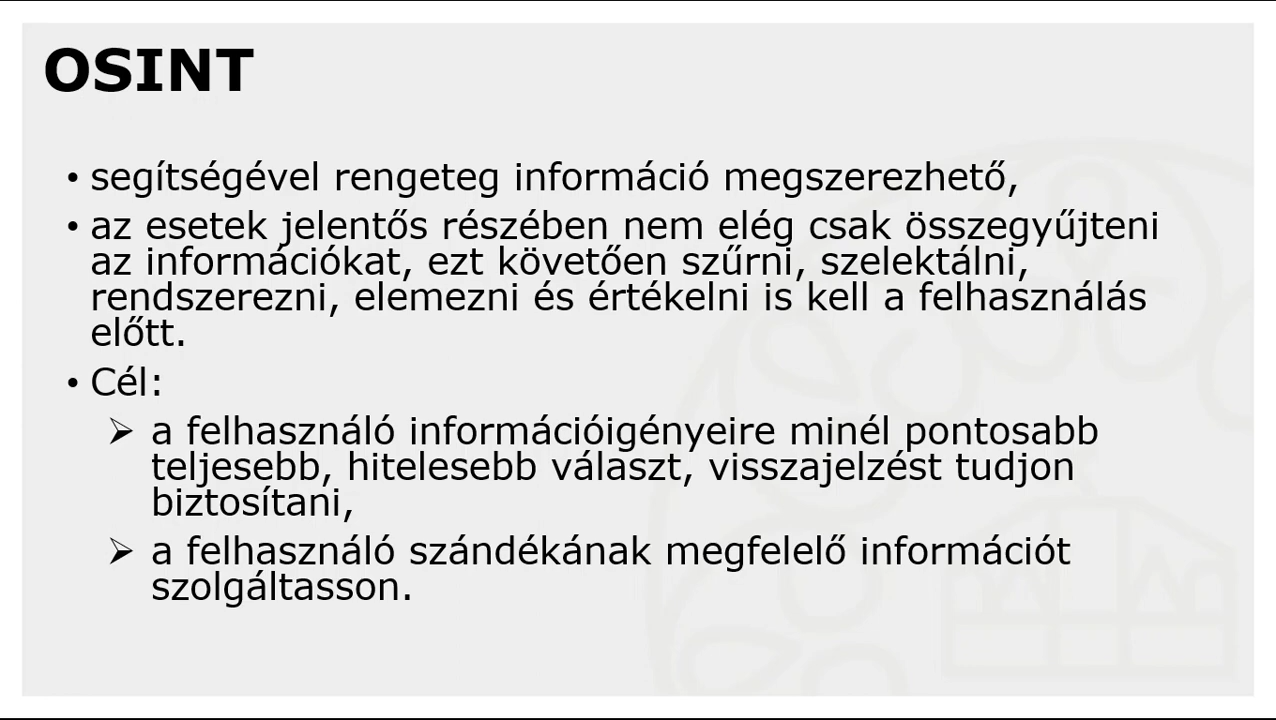 OSINT
• segítségével rengeteg információ megszerezhető,
• az esetek jelentős részében nem elég csak összegyűjteni
az információkat, ezt követően szűrni, szelektálni,
rendszerezni, elemezni és értékelni is kell a felhasználás
előtt.
• Cél:
➢ a felhasználó információigényeire minél pontosabb
teljesebb, hitelesebb választ, visszajelzést tudjon
biztosítani,
➢ a felhasználó szándékának megfelelő információt
szolgáltasson.